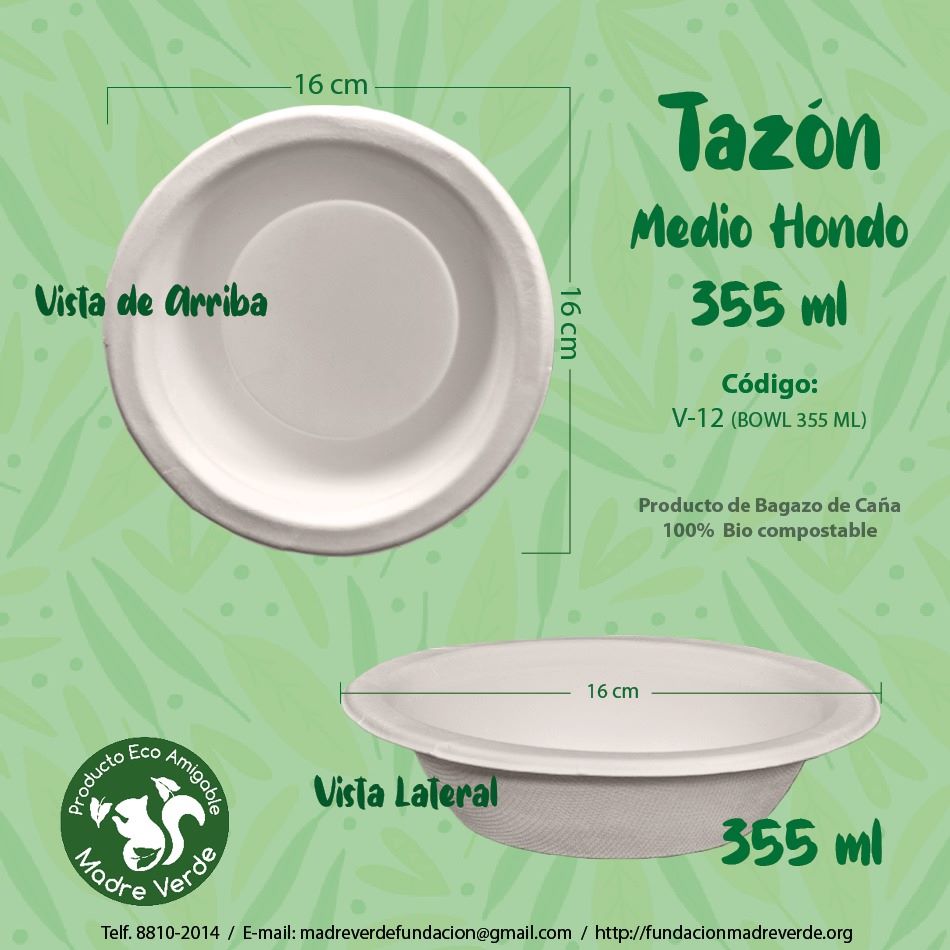 16 cm
Tazón
Medio Hondo
355 ml
Vista de Arriba
16 cm
Código:
V-12 (BOWL 355 ML)
Producto de Bagazo de Caña
100% Bio compostable
16 cm
Vista Lateral
355 ml
Producto Eco Amigable
Madre Verde
Telf. 8810-2014 / E-mail: madreverdefundacion@gmail.com / http://fundacionmadreverde.org